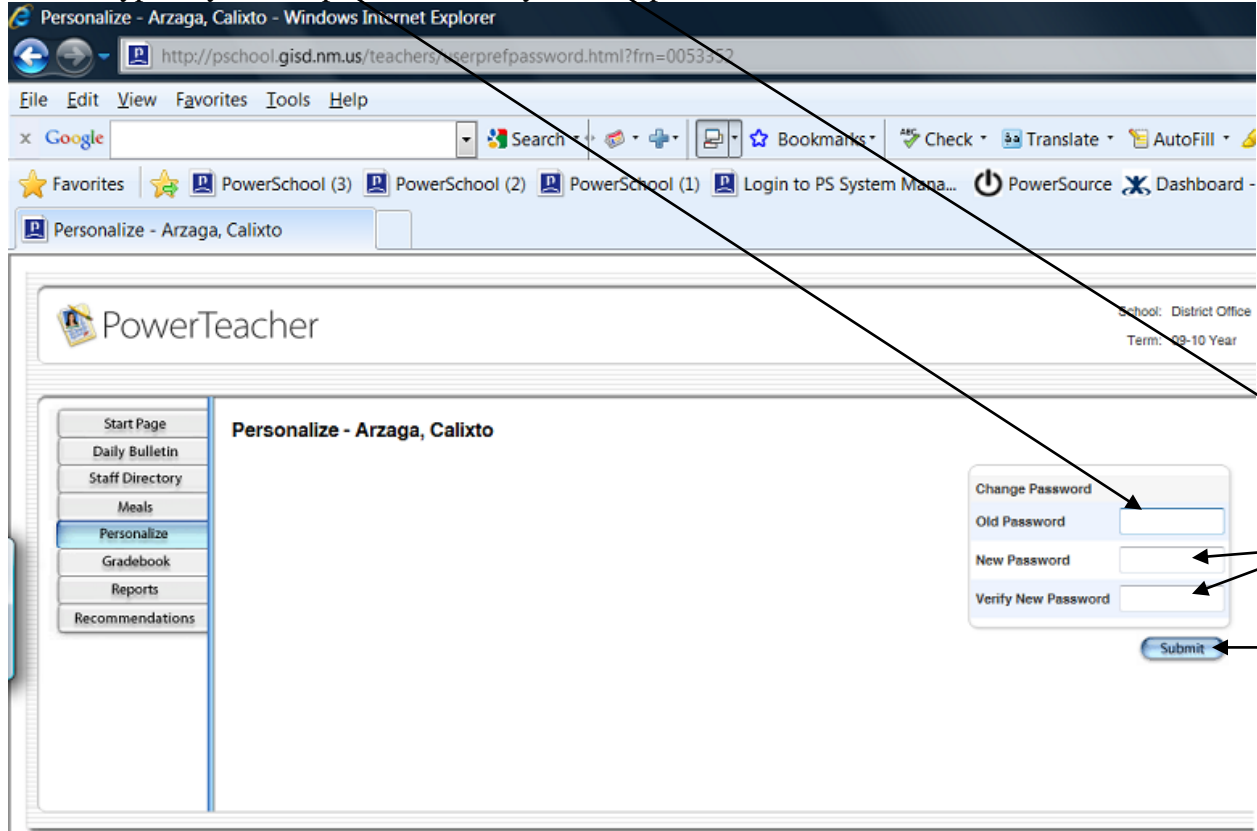 Personalize - Arzaga, Calixto - Windows Internet Explorer
http://pschool.gisd.nm.us/teachers/userprefpassword.html?frn=0053352
File Edit View Favorites Tools Help
x Google Search Bookmarks Check Translate AutoFill
Favorites PowerSchool (3) PowerSchool (2) PowerSchool (1) Login to PS System Mana... PowerSource Dashboard -
Personalize - Arzaga, Calixto
PowerTeacher
School: District Office
Term: 09-10 Year
Start Page
Daily Bulletin
Staff Directory
Meals
Personalize
Gradebook
Reports
Recommendations
Personalize - Arzaga, Calixto
Change Password
Old Password
New Password
Verify New Password
Submit